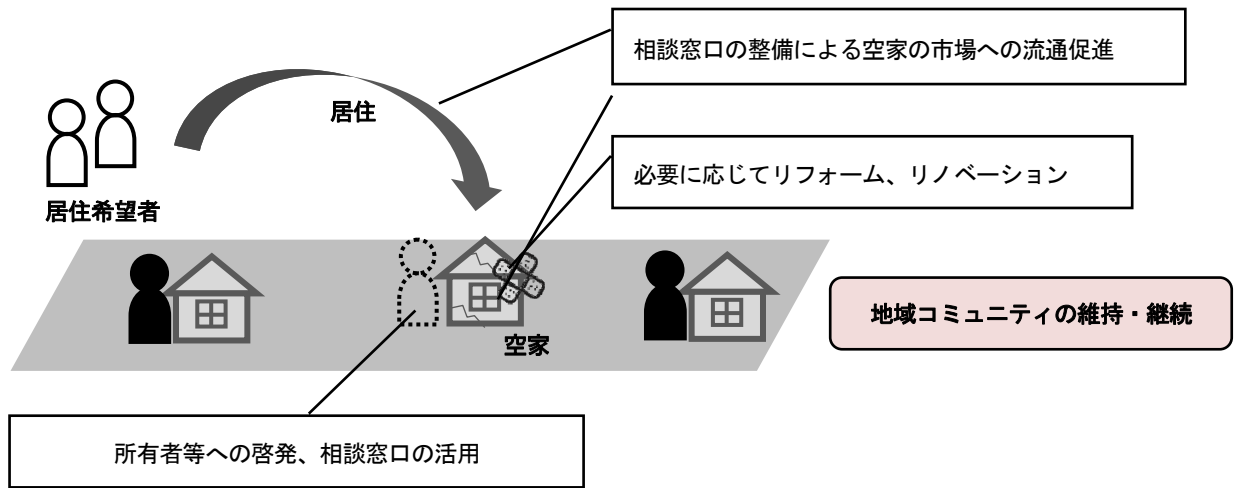 相談窓口の整備による空家の市場への流通促進
居住
必要に応じてリフォーム、リノベーション
居住希望者
地域コミュニティの維持・継続
空家
所有者等への啓発、相談窓口の活用